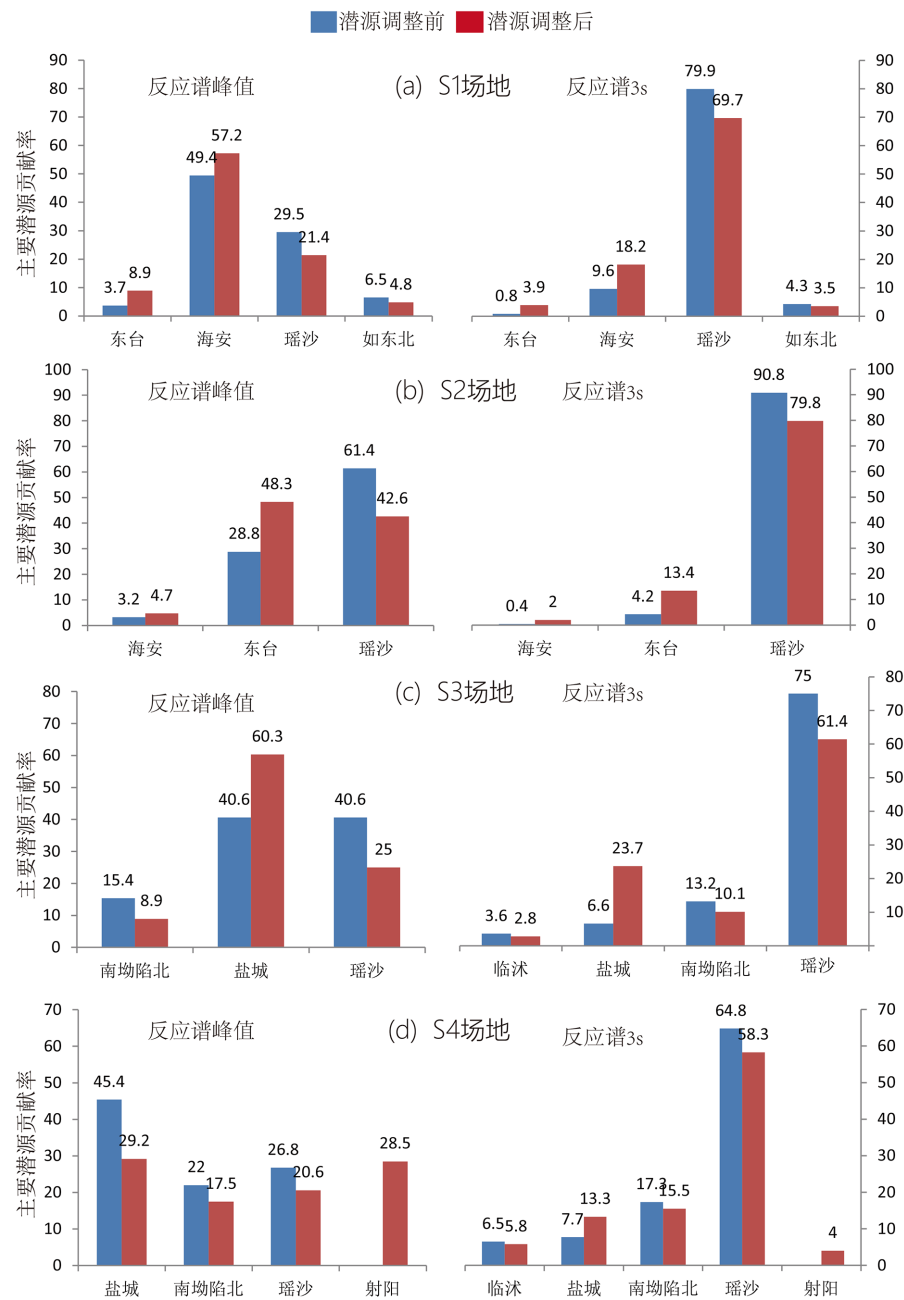 潜源调整前 潜源调整后
(a) S1场地
反应谱峰值
主要潜源贡献率
90
80
70
60
50
40
30
20
10
0
3.7 8.9 49.4 57.2 29.5 21.4 6.5 4.8
东台 海安 瑶沙 如东北
反应谱3s
90
80
70
60
50
40
30
20
10
0
0.8 3.9 9.6 18.2 79.9 69.7 4.3 3.5
东台 海安 瑶沙 如东北
(b) S2场地
反应谱峰值
主要潜源贡献率
100
90
80
70
60
50
40
30
20
10
0
3.2 4.7 28.8 48.3 61.4 42.6
海安 东台 瑶沙
反应谱3s
100
90
80
70
60
50
40
30
20
10
0
0.4 2 4.2 13.4 90.8 79.8
海安 东台 瑶沙
(c) S3场地
反应谱峰值
主要潜源贡献率
80
70
60
50
40
30
20
10
0
15.4 8.9 40.6 60.3 40.6 25
南坳陷北 盐城 瑶沙
反应谱3s
80
70
60
50
40
30
20
10
3.6 2.8 6.6 23.7 13.2 10.1 75 61.4
临沭 盐城 南坳陷北 瑶沙
(d) S4场地
反应谱峰值
主要潜源贡献率
70
60
50
40
30
20
10
0
45.4 29.2 22 17.5 26.8 20.6 28.5
盐城 南坳陷北 瑶沙 射阳
反应谱3s
70
60
50
40
30
20
10
0
6.5 5.8 7.7 13.3 17.3 15.5 64.8 58.3 4
临沭 盐城 南坳陷北 瑶沙 射阳